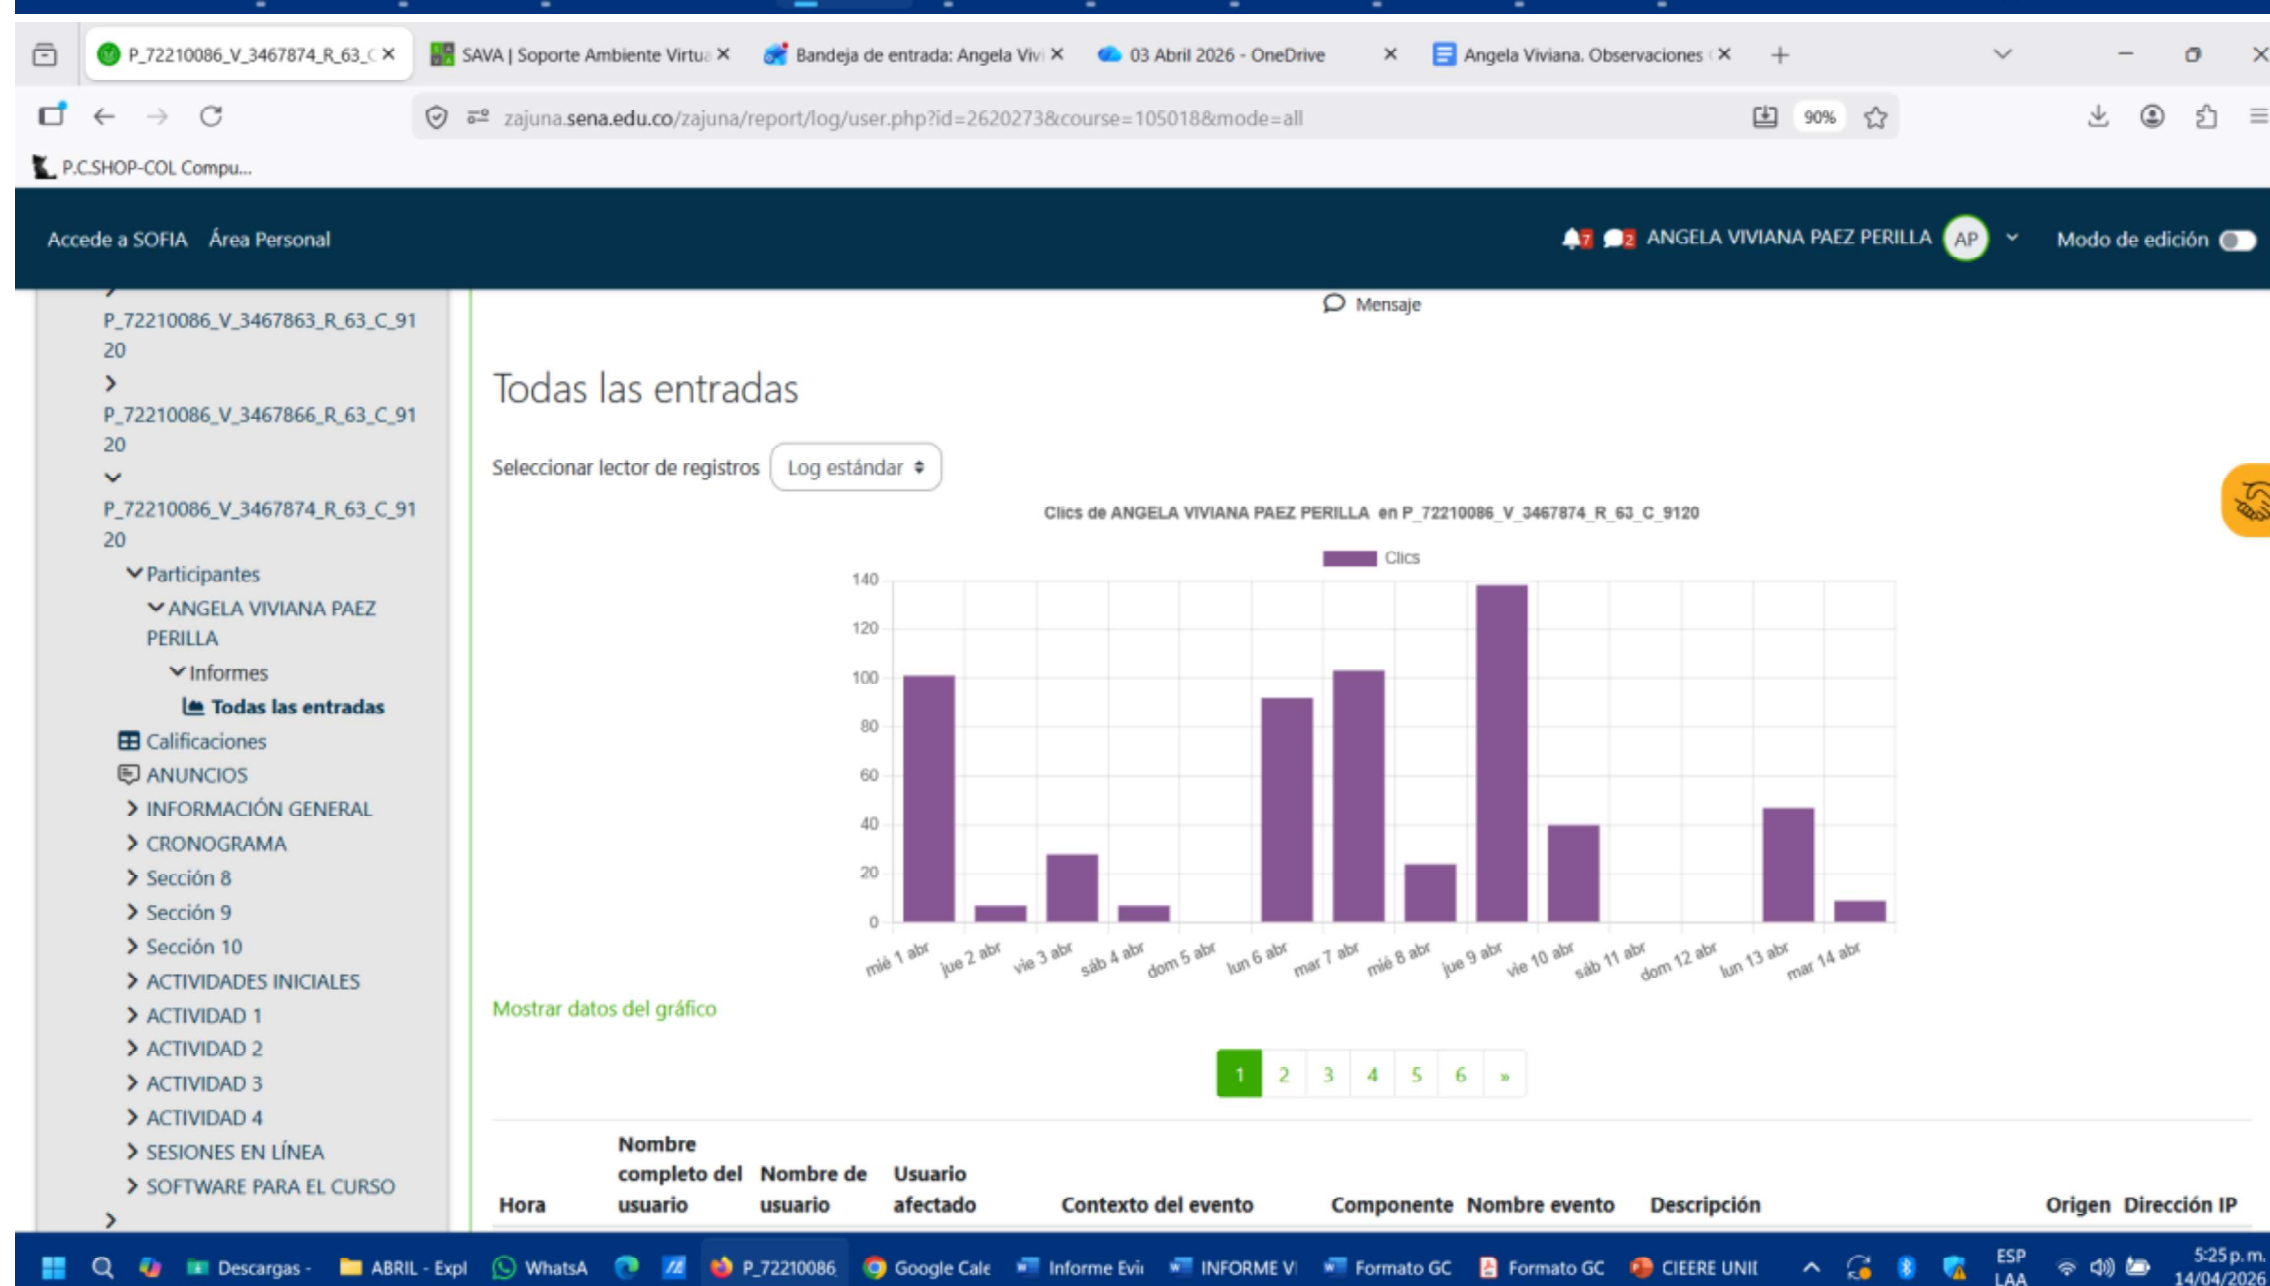 P_72210086_V_3467874_R_63_C
SAVA | Soporte Ambiente Virtua
Bandeja de entrada: Angela Vivi
03 Abril 2026 - OneDrive
Angela Viviana. Observaciones
zajuna.sena.edu.co/zajuna/report/log/user.php?id=2620273&course=105018&mode=all
90%
P.C.SHOP-COL Compu...
Accede a SOFIA Área Personal
7 2 ANGELA VIVIANA PAEZ PERILLA AP Modo de edición
P_72210086_V_3467863_R_63_C_91
20
P_72210086_V_3467866_R_63_C_91
20
P_72210086_V_3467874_R_63_C_91
20
Participantes
ANGELA VIVIANA PAEZ
PERILLA
Informes
Todas las entradas
Calificaciones
ANUNCIOS
INFORMACIÓN GENERAL
CRONOGRAMA
Sección 8
Sección 9
Sección 10
ACTIVIDADES INICIALES
ACTIVIDAD 1
ACTIVIDAD 2
ACTIVIDAD 3
ACTIVIDAD 4
SESIONES EN LÍNEA
SOFTWARE PARA EL CURSO
Mensaje
Todas las entradas
Seleccionar lector de registros Log estándar
Clics de ANGELA VIVIANA PAEZ PERILLA en P_72210086_V_3467874_R_63_C_9120
Clics
140
120
100
80
60
40
20
0
mié 1 abr
jue 2 abr
vie 3 abr
sáb 4 abr
dom 5 abr
lun 6 abr
mar 7 abr
mié 8 abr
jue 9 abr
vie 10 abr
sáb 11 abr
dom 12 abr
lun 13 abr
mar 14 abr
Mostrar datos del gráfico
1 2 3 4 5 6 »
Hora
Nombre
completo del
usuario
Nombre de
usuario
Usuario
afectado
Contexto del evento
Componente
Nombre evento
Descripción
Origen
Dirección IP
Descargas -
ABRIL - Expl
WhatsA
P_72210086
Google Cale
Informe Evi
INFORME V
Formato GC
Formato GC
CIEERE UNI
ESP
LAA
5:25 p. m.
14/04/2026